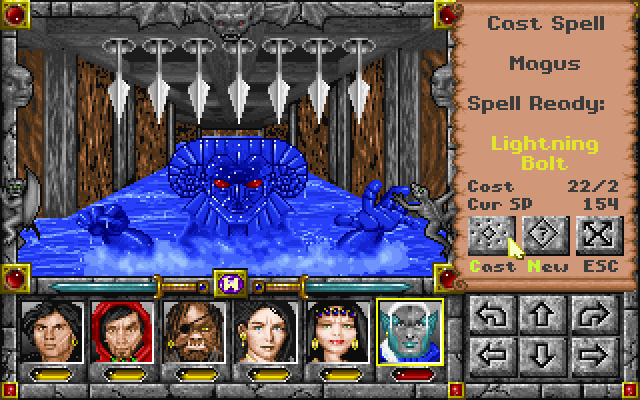 Cast Spell
Magus
Spell Ready:
Lightning
Bolt
Cost 22/2
Cur SP 154
Cast New ESC